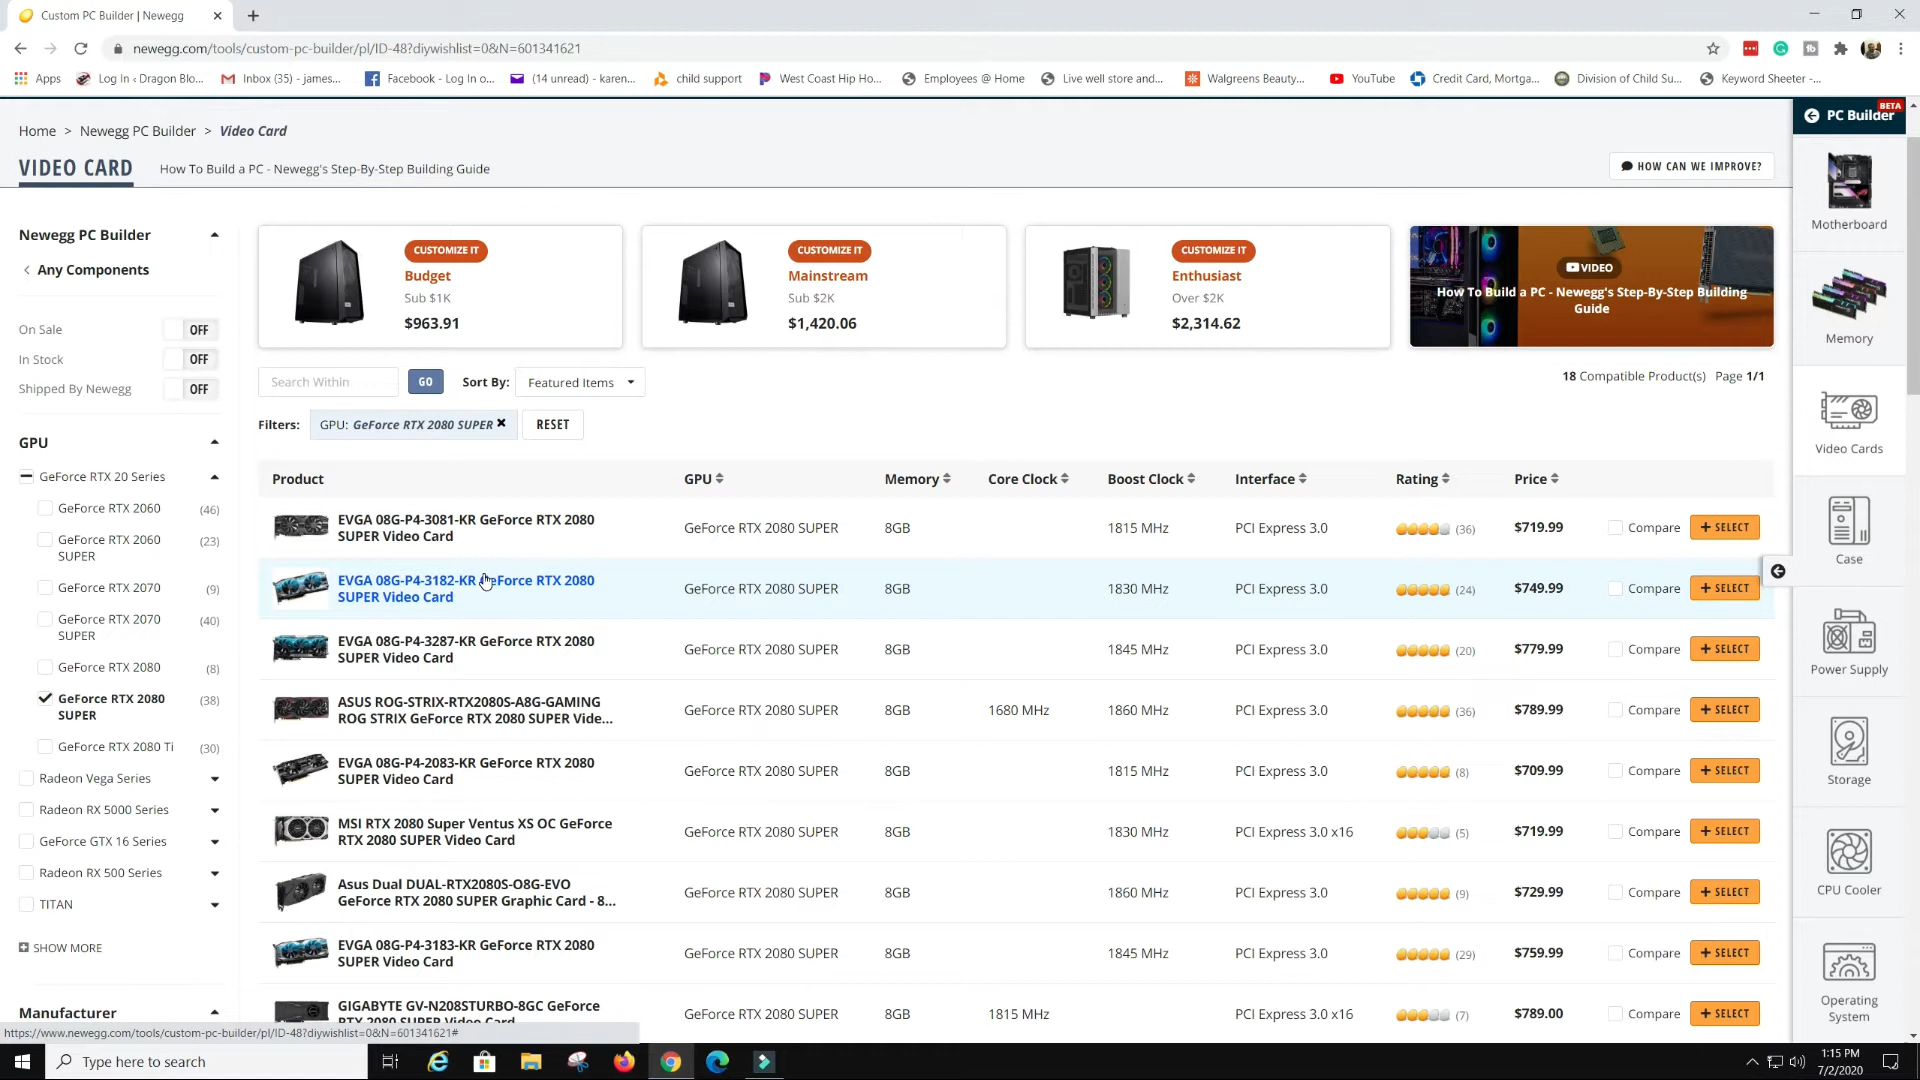 Custom PC Builder | Newegg
newegg.com/tools/custom-pc-builder/pl/ID-48?diywishlist=0&N=601341621
Apps
Log In ‹ Dragon Blo...
Inbox (35) - james...
Facebook - Log In o...
(14 unread) - karen...
child support
West Coast Hip Ho...
Employees @ Home
Live well store and...
Walgreens Beauty...
YouTube
Credit Card, Mortga...
Division of Child Su...
Keyword Sheeter -...
Home > Newegg PC Builder > Video Card
VIDEO CARD
How To Build a PC - Newegg's Step-By-Step Building Guide
HOW CAN WE IMPROVE?
BETA
PC Builder
Motherboard
Memory
Video Cards
Case
Power Supply
Storage
CPU Cooler
Operating
System
Newegg PC Builder
Any Components
On Sale OFF
In Stock OFF
Shipped By Newegg OFF
GPU
GeForce RTX 20 Series
GeForce RTX 2060 (46)
GeForce RTX 2060 (23)
SUPER
GeForce RTX 2070 (9)
GeForce RTX 2070 (40)
SUPER
GeForce RTX 2080 (8)
GeForce RTX 2080 (38)
SUPER
GeForce RTX 2080 Ti (30)
Radeon Vega Series
Radeon RX 5000 Series
GeForce GTX 16 Series
Radeon RX 500 Series
TITAN
SHOW MORE
Manufacturer
CUSTOMIZE IT
Budget
Sub $1K
$963.91
CUSTOMIZE IT
Mainstream
Sub $2K
$1,420.06
CUSTOMIZE IT
Enthusiast
Over $2K
$2,314.62
VIDEO
How To Build a PC - Newegg's Step-By-Step Building
Guide
Search Within GO Sort By: Featured Items
18 Compatible Product(s) Page 1/1
Filters: GPU: GeForce RTX 2080 SUPER RESET
Product GPU Memory Core Clock Boost Clock Interface Rating Price
EVGA 08G-P4-3081-KR GeForce RTX 2080
SUPER Video Card
GeForce RTX 2080 SUPER 8GB 1815 MHz PCI Express 3.0 (36) $719.99 Compare + SELECT
EVGA 08G-P4-3182-KR GeForce RTX 2080
SUPER Video Card
GeForce RTX 2080 SUPER 8GB 1830 MHz PCI Express 3.0 (24) $749.99 Compare + SELECT
EVGA 08G-P4-3287-KR GeForce RTX 2080
SUPER Video Card
GeForce RTX 2080 SUPER 8GB 1845 MHz PCI Express 3.0 (20) $779.99 Compare + SELECT
ASUS ROG-STRIX-RTX2080S-A8G-GAMING
ROG STRIX GeForce RTX 2080 SUPER Vide...
GeForce RTX 2080 SUPER 8GB 1680 MHz 1860 MHz PCI Express 3.0 (36) $789.99 Compare + SELECT
EVGA 08G-P4-2083-KR GeForce RTX 2080
SUPER Video Card
GeForce RTX 2080 SUPER 8GB 1815 MHz PCI Express 3.0 (8) $709.99 Compare + SELECT
MSI RTX 2080 Super Ventus XS OC GeForce
RTX 2080 SUPER Video Card
GeForce RTX 2080 SUPER 8GB 1830 MHz PCI Express 3.0 x16 (5) $719.99 Compare + SELECT
Asus Dual DUAL-RTX2080S-O8G-EVO
GeForce RTX 2080 SUPER Graphic Card - 8...
GeForce RTX 2080 SUPER 8GB 1860 MHz PCI Express 3.0 (9) $729.99 Compare + SELECT
EVGA 08G-P4-3183-KR GeForce RTX 2080
SUPER Video Card
GeForce RTX 2080 SUPER 8GB 1845 MHz PCI Express 3.0 (29) $759.99 Compare + SELECT
GIGABYTE GV-N208STURBO-8GC GeForce
RTX 2080 SUPER Video Card
GeForce RTX 2080 SUPER 8GB 1815 MHz PCI Express 3.0 x16 (7) $789.00 Compare + SELECT
https://www.newegg.com/tools/custom-pc-builder/pl/ID-48?diywishlist=0&N=601341621#
Type here to search
1:15 PM
7/2/2020